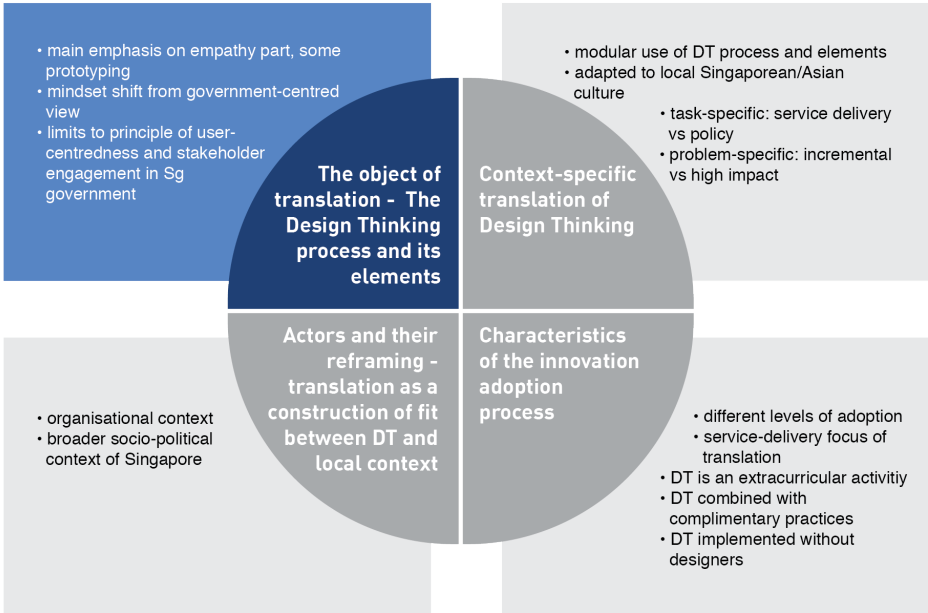 • main emphasis on empathy part, some
prototyping
• mindset shift from government-centred
view
• limits to principle of user-
centredness and stakeholder
engagement in Sg
government
The object of
translation - The
Design Thinking
process and its
elements
• modular use of DT process and elements
• adapted to local Singaporean/Asian
culture
• task-specific: service delivery
vs policy
• problem-specific: incremental
vs high impact
Context-specific
translation of
Design Thinking
• organisational context
• broader socio-political
context of Singapore
Actors and their
reframing -
translation as a
construction of fit
between DT and
local context
Characteristics
of the innovation
adoption
process
• different levels of adoption
• service-delivery focus of
translation
• DT is an extracurricular activitiy
• DT combined with
complimentary practices
• DT implemented without
designers